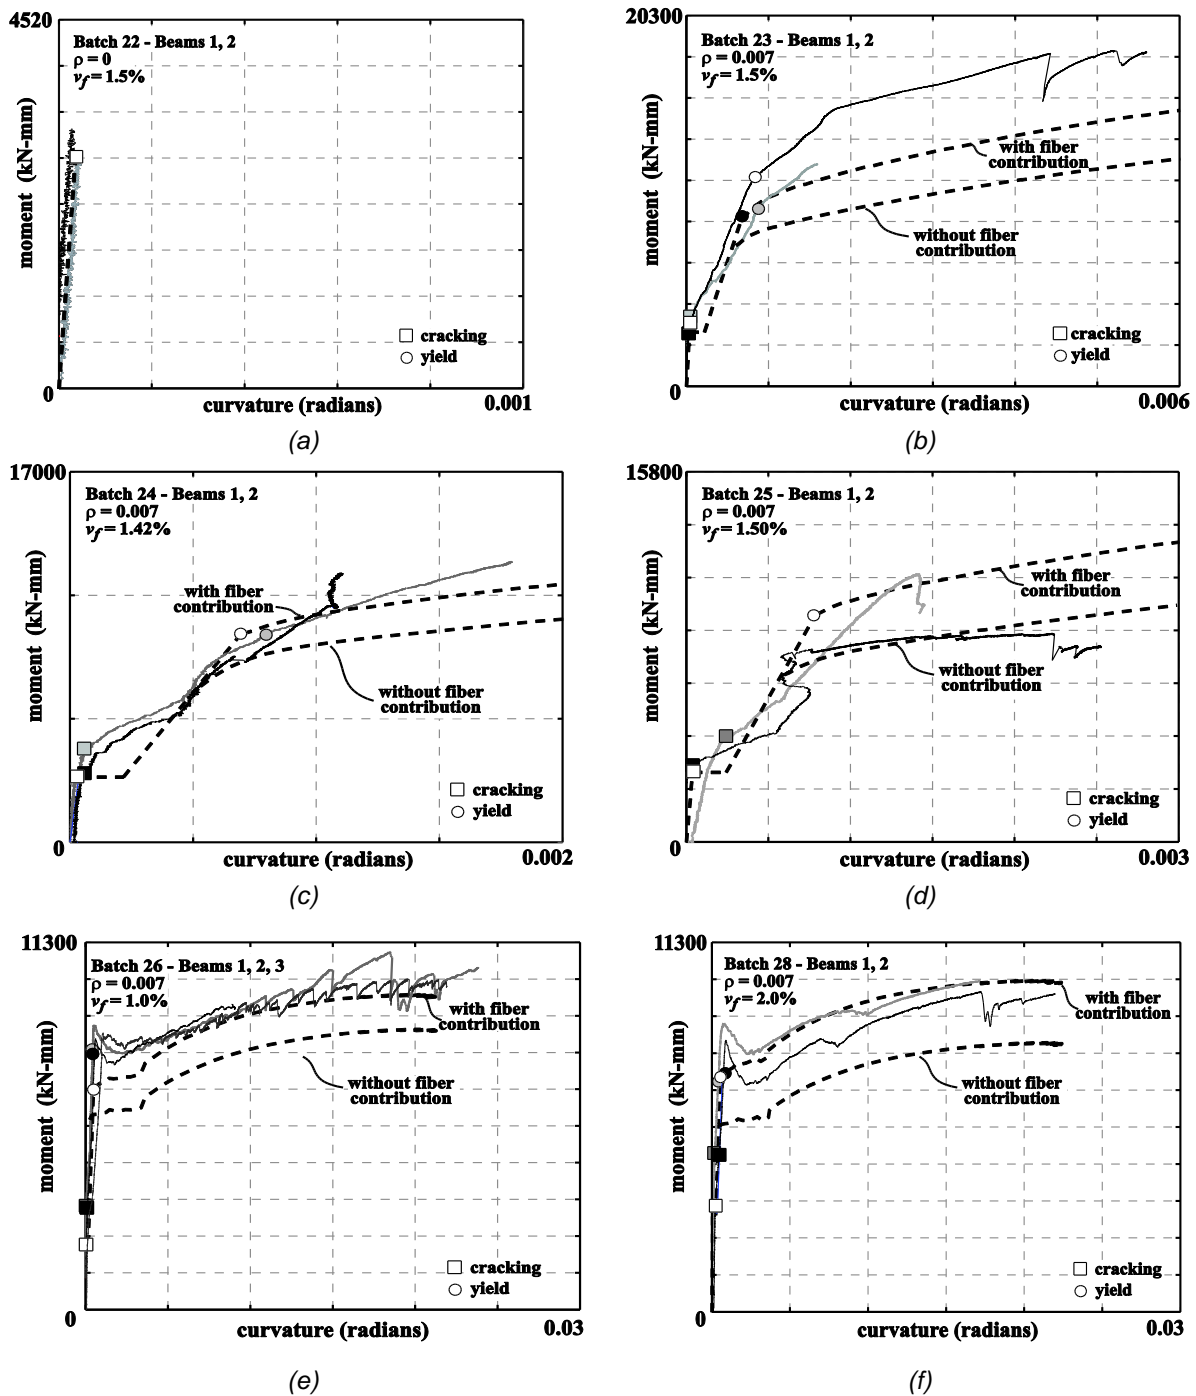 4520
Batch 22 - Beams 1, 2
ρ = 0
vf = 1.5%
moment (kN-mm)
cracking
yield
0
curvature (radians)
0.001
(a)
20300
Batch 23 - Beams 1, 2
ρ = 0.007
vf = 1.5%
moment (kN-mm)
with fiber
contribution
without fiber
contribution
cracking
yield
0
curvature (radians)
0.006
(b)
17000
Batch 24 - Beams 1, 2
ρ = 0.007
vf = 1.42%
moment (kN-mm)
with fiber
contribution
without fiber
contribution
cracking
yield
0
curvature (radians)
0.002
(c)
15800
Batch 25 - Beams 1, 2
ρ = 0.007
vf = 1.50%
moment (kN-mm)
with fiber
contribution
without fiber
contribution
cracking
yield
0
curvature (radians)
0.003
(d)
11300
Batch 26 - Beams 1, 2, 3
ρ = 0.007
vf = 1.0%
moment (kN-mm)
with fiber
contribution
without fiber
contribution
cracking
yield
0
curvature (radians)
0.03
(e)
11300
Batch 28 - Beams 1, 2
ρ = 0.007
vf = 2.0%
moment (kN-mm)
with fiber
contribution
without fiber
contribution
cracking
yield
0
curvature (radians)
0.03
(f)